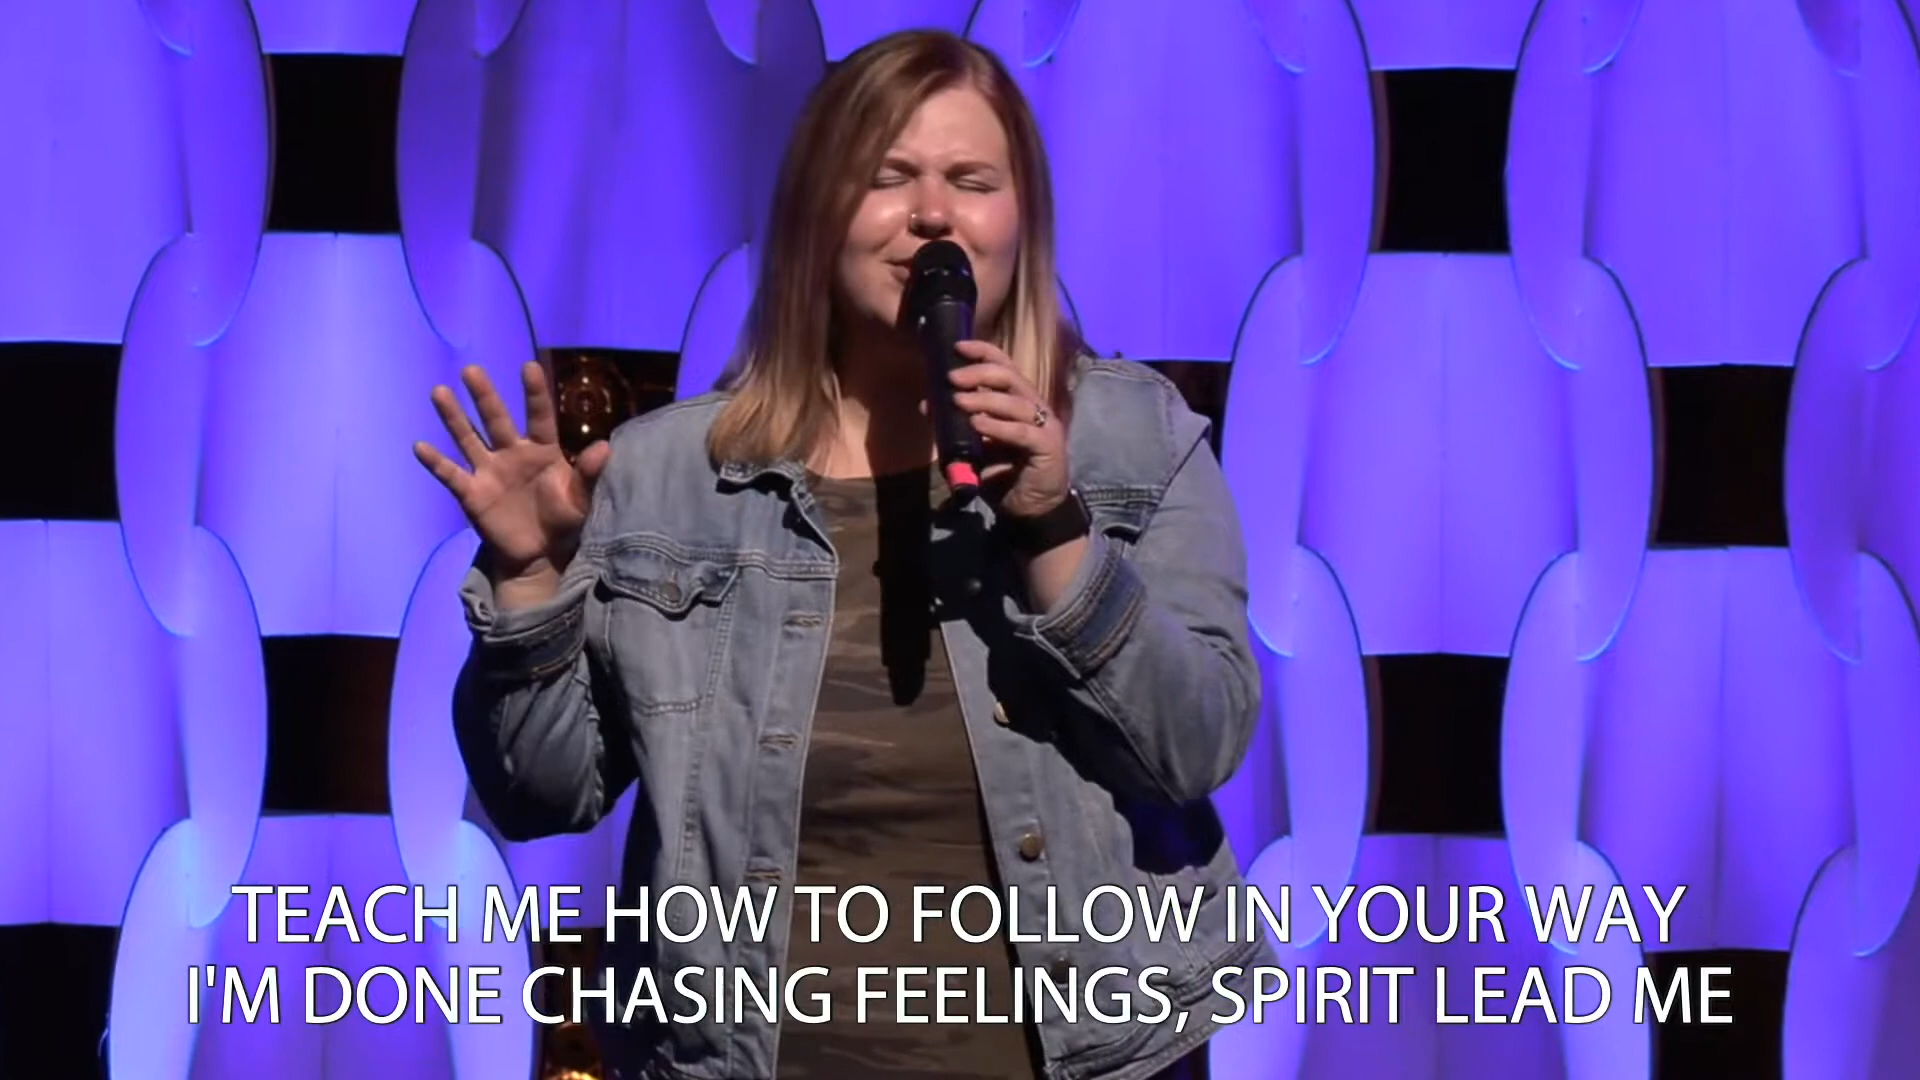 TEACH ME HOW TO FOLLOW IN YOUR WAY
I'M DONE CHASING FEELINGS, SPIRIT LEAD ME